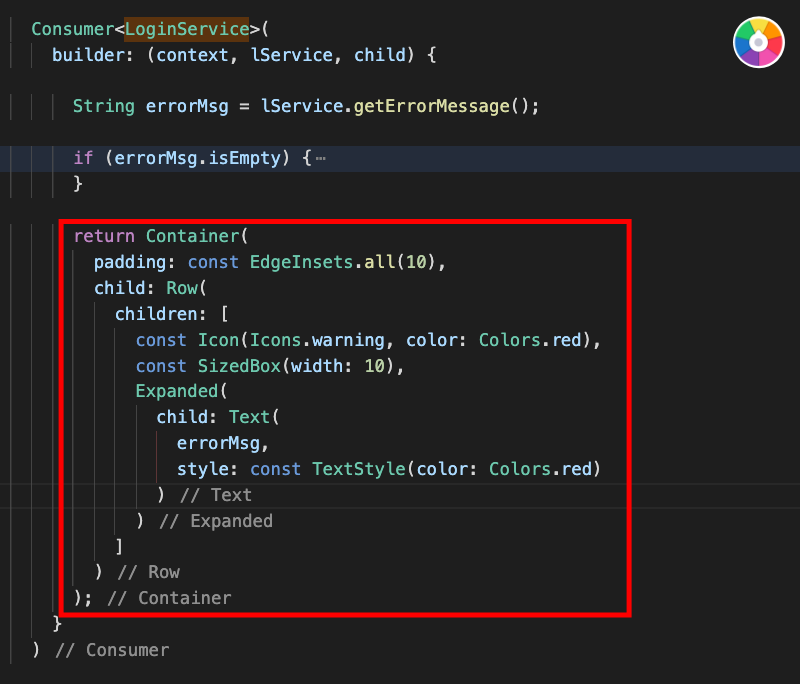 Consumer<LoginService>(
builder: (context, lService, child) {
String errorMsg = lService.getErrorMessage();
if (errorMsg.isEmpty) {⋯
}
return Container(
padding: const EdgeInsets.all(10),
child: Row(
children: [
const Icon(Icons.warning, color: Colors.red),
const SizedBox(width: 10),
Expanded(
child: Text(
errorMsg,
style: const TextStyle(color: Colors.red)
) // Text
) // Expanded
]
) // Row
); // Container
}
) // Consumer